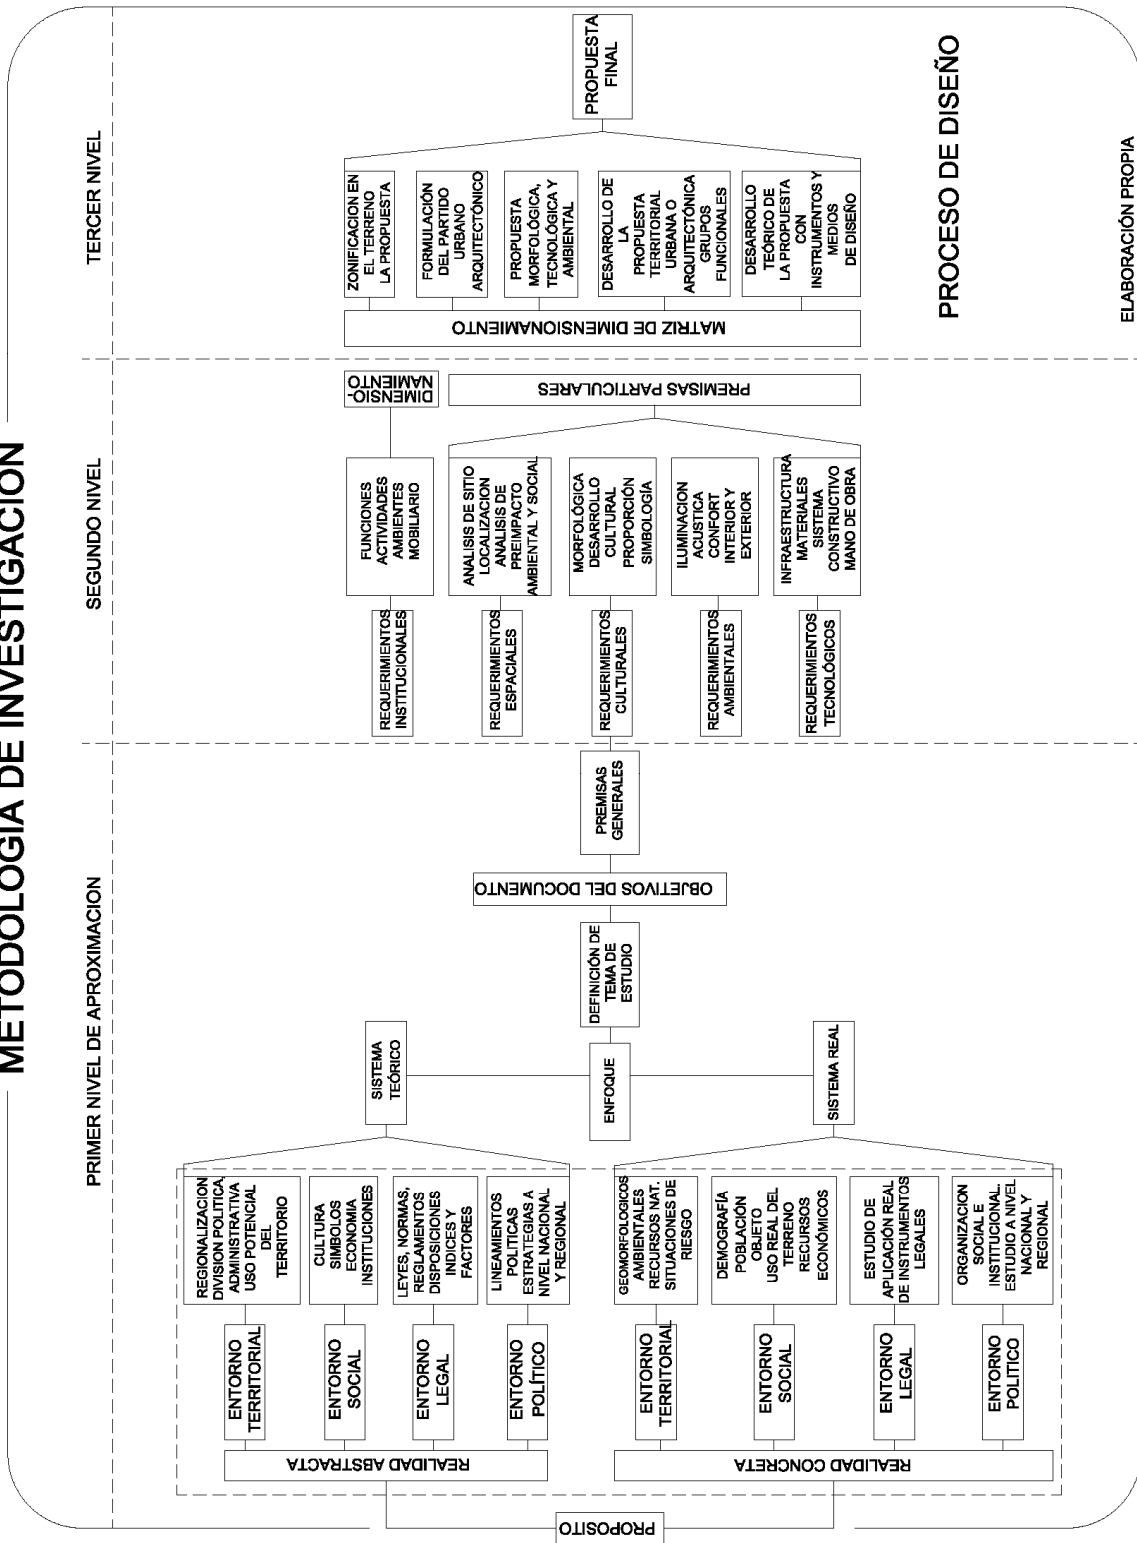 METODOLOGIA DE INVESTIGACION
PRIMER NIVEL DE APROXIMACION
SEGUNDO NIVEL
TERCER NIVEL
PROPOSITO
REALIDAD ABSTRACTA
ENTORNO
TERRITORIAL
REGIONALIZACION
DIVISION POLITICA,
ADMINISTRATIVA
USO POTENCIAL
DEL
TERRITORIO
ENTORNO
SOCIAL
CULTURA
SIMBOLOS
ECONOMIA
INSTITUCIONES
ENTORNO
LEGAL
LEYES, NORMAS,
REGLAMENTOS
DISPOSICIONES
INDICES Y
FACTORES
ENTORNO
POLÍTICO
LINEAMIENTOS
POLITICAS
ESTRATEGIAS A
NIVEL NACIONAL
Y REGIONAL
REALIDAD CONCRETA
ENTORNO
TERRITORIAL
GEOMORFOLOGICOS
AMBIENTALES
RECURSOS NAT.
SITUACIONES DE
RIESGO
ENTORNO
SOCIAL
DEMOGRAFÍA
POBLACIÓN
OBJETO
USO REAL DEL
TERRENO
RECURSOS
ECONÓMICOS
ENTORNO
LEGAL
ESTUDIO DE
APLICACIÓN REAL
DE INSTRUMENTOS
LEGALES
ENTORNO
POLITICO
ORGANIZACION
SOCIAL E
INSTITUCIONAL.
ESTUDIO A NIVEL
NACIONAL Y
REGIONAL
SISTEMA
TEÓRICO
SISTEMA REAL
ENFOQUE
DEFINICIÓN DE
TEMA DE
ESTUDIO
OBJETIVOS DEL DOCUMENTO
PREMISAS
GENERALES
REQUERIMIENTOS
INSTITUCIONALES
FUNCIONES
ACTIVIDADES
AMBIENTES
MOBILIARIO
DIMENSIO-
NAMIENTO
REQUERIMIENTOS
ESPACIALES
ANALISIS DE SITIO
LOCALIZACION
ANALISIS DE
PREIMPACTO
AMBIENTAL Y SOCIAL
REQUERIMIENTOS
CULTURALES
MORFOLÓGICA
DESARROLLO
CULTURAL
PROPORCIÓN
SIMBOLOGÍA
REQUERIMIENTOS
AMBIENTALES
ILUMINACION
ACUSTICA
CONFORT
INTERIOR Y
EXTERIOR
REQUERIMIENTOS
TECNOLÓGICOS
INFRAESTRUCTURA
MATERIALES
SISTEMA
CONSTRUCTIVO
MANO DE OBRA
PREMISAS PARTICULARES
MATRIZ DE DIMENSIONAMIENTO
ZONIFICACION EN
EL TERRENO
LA PROPUESTA
FORMULACIÓN
DEL PARTIDO
URBANO
ARQUITECTÓNICO
PROPUESTA
MORFOLÓGICA,
TECNOLÓGICA Y
AMBIENTAL
DESARROLLO DE
LA
PROPUESTA
TERRITORIAL
URBANA O
ARQUITECTÓNICA
GRUPOS
FUNCIONALES
DESARROLLO
TEÓRICO DE
LA PROPUESTA
CON
INSTRUMENTOS Y
MEDIOS
DE DISEÑO
PROPUESTA
FINAL
PROCESO DE DISEÑO
ELABORACIÓN PROPIA